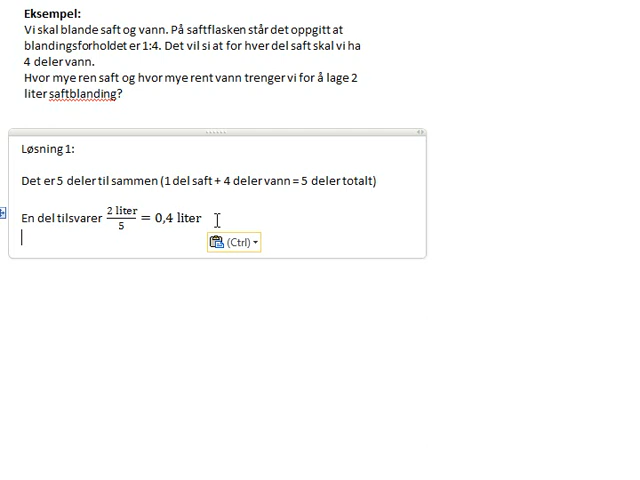 Eksempel:
Vi skal blande saft og vann. På saftflasken står det oppgitt at
blandingsforholdet er 1:4. Det vil si at for hver del saft skal vi ha
4 deler vann.
Hvor mye ren saft og hvor mye rent vann trenger vi for å lage 2
liter saftblanding?
Løsning 1:
Det er 5 deler til sammen (1 del saft + 4 deler vann = 5 deler totalt)
En del tilsvarer 2 liter/5 = 0,4 liter
(Ctrl)